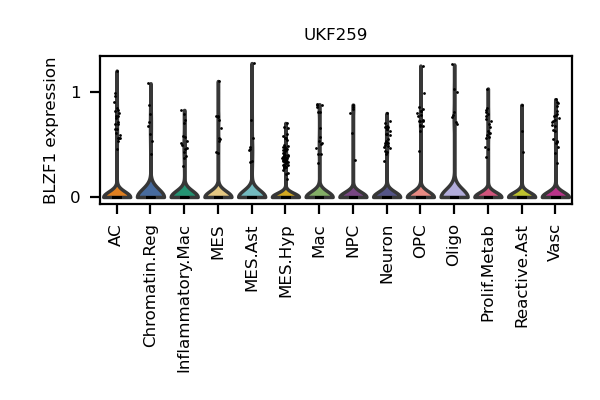 UKF259
BLZF1 expression
1
0
AC
Chromatin.Reg
Inflammatory.Mac
MES
MES.Ast
MES.Hyp
Mac
NPC
Neuron
OPC
Oligo
Prolif.Metab
Reactive.Ast
Vasc